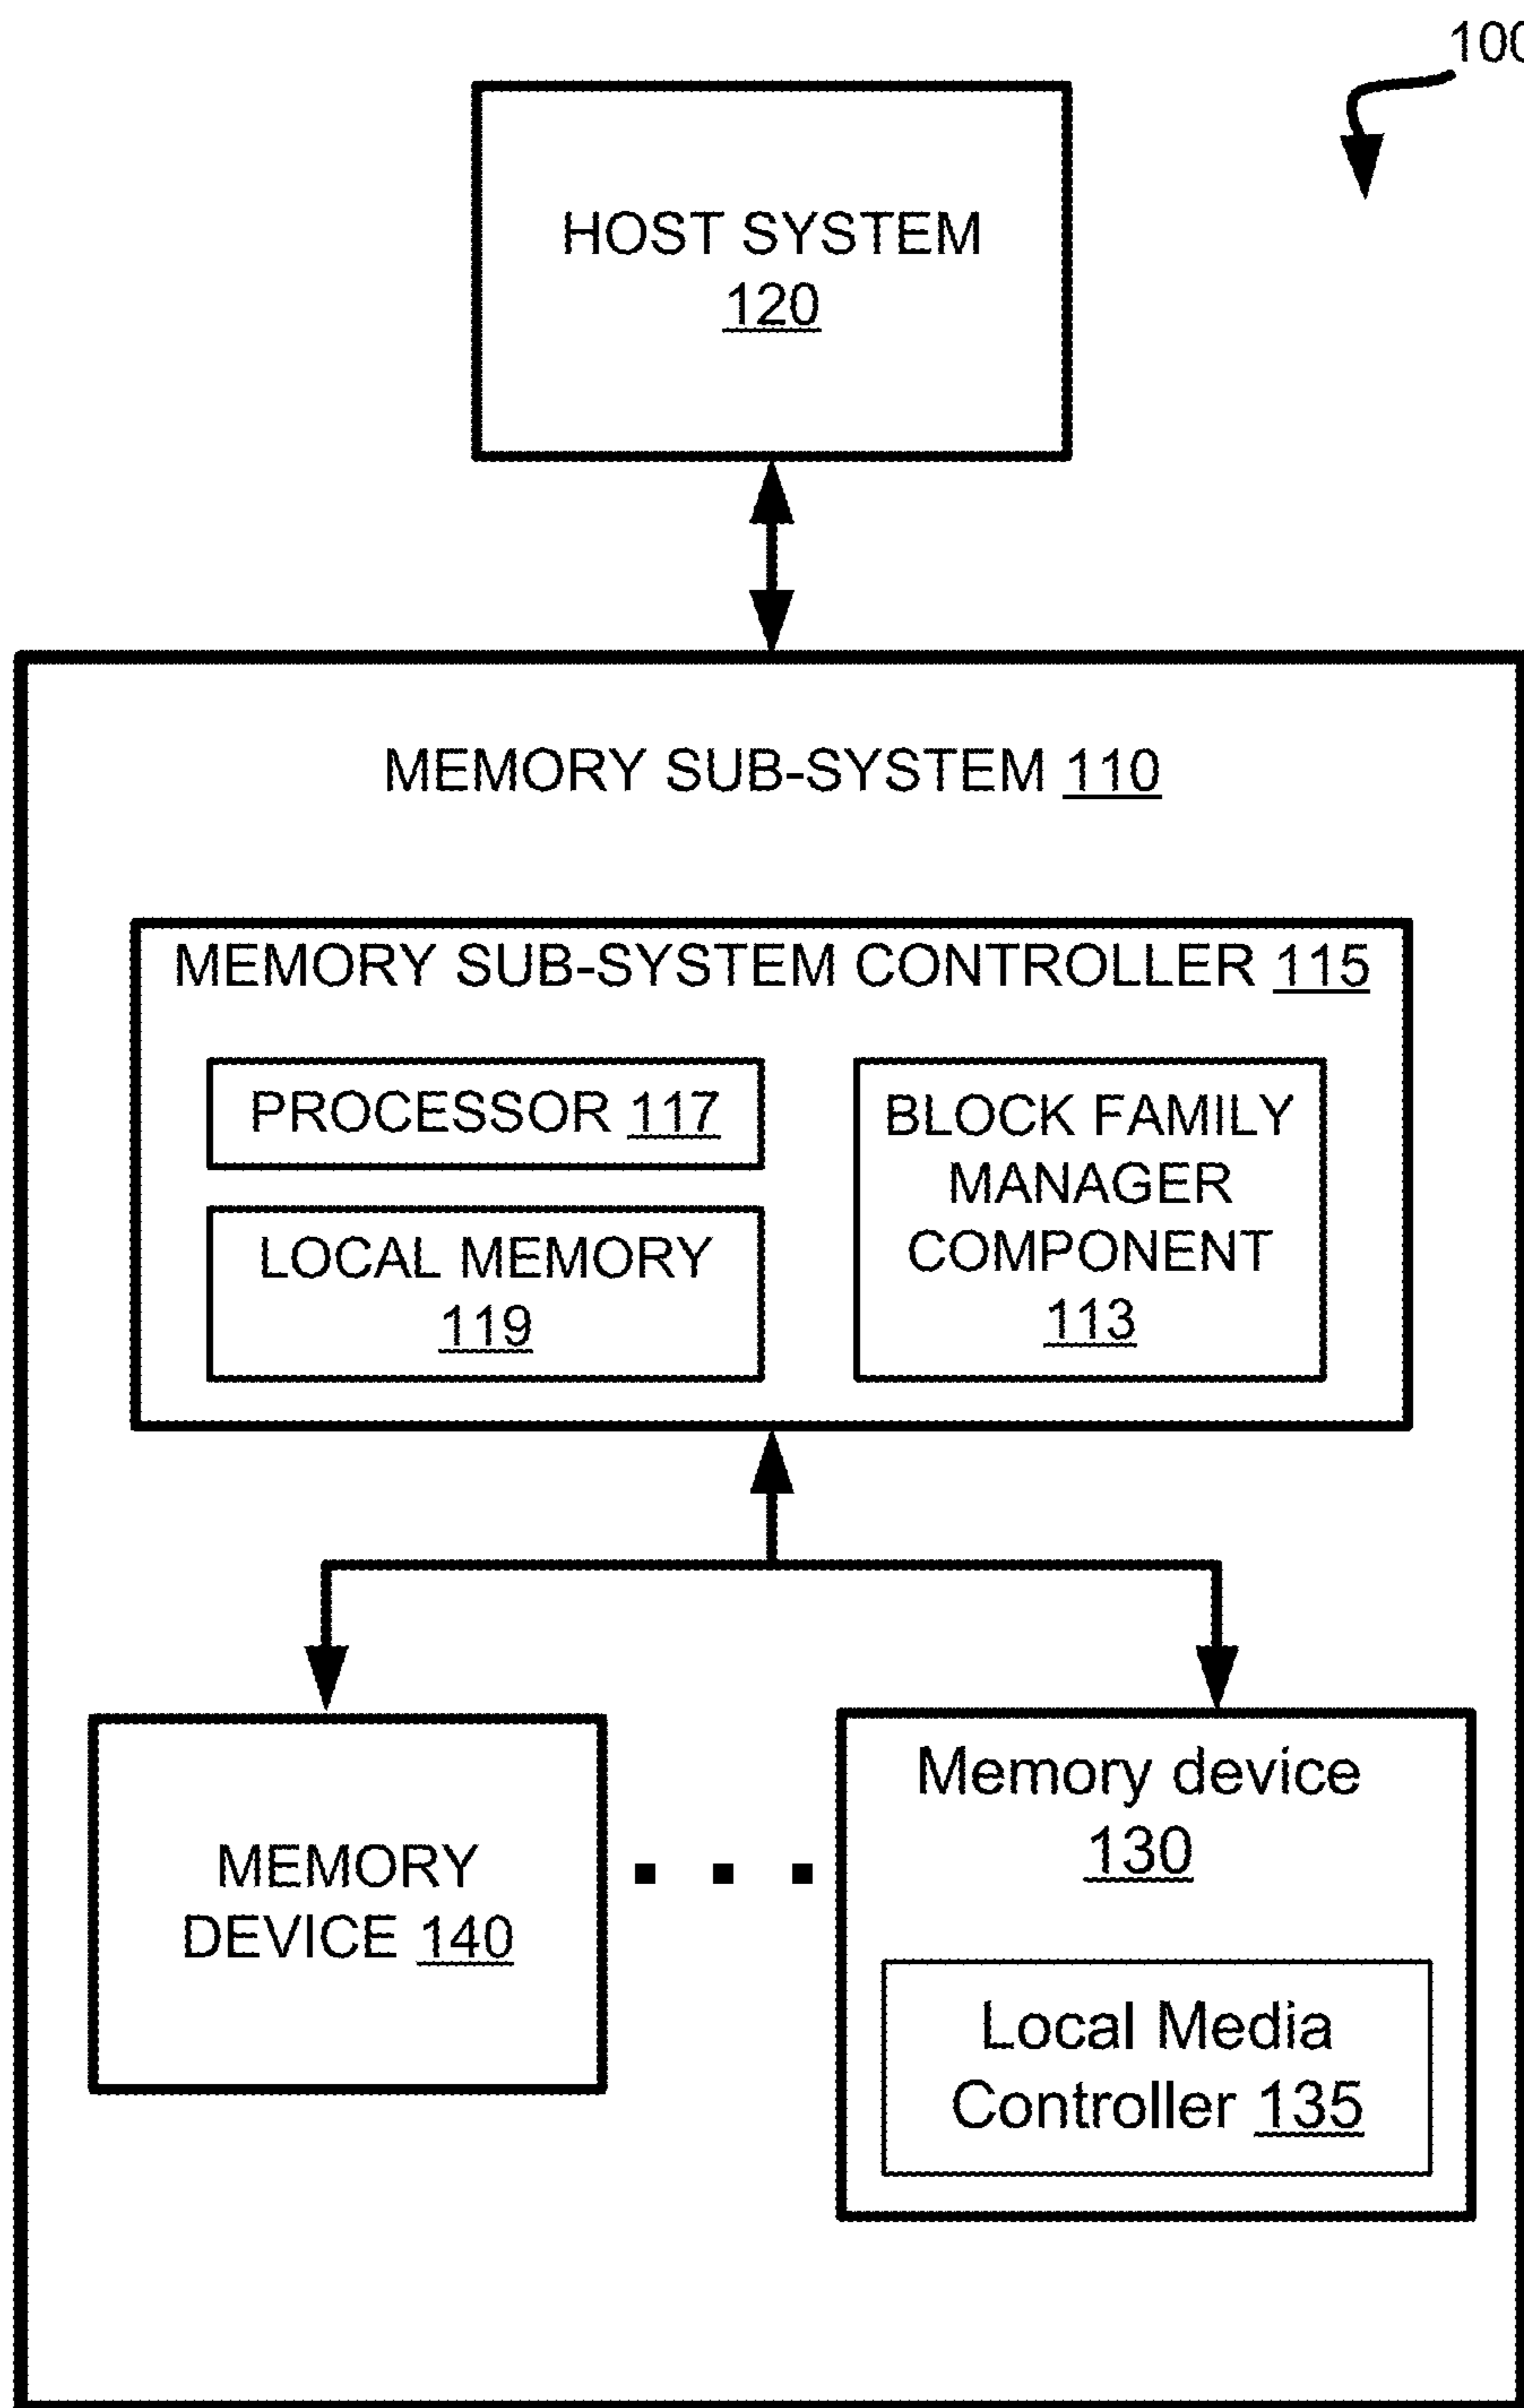 100
HOST SYSTEM
120
MEMORY SUB-SYSTEM 110
MEMORY SUB-SYSTEM CONTROLLER 115
PROCESSOR 117
LOCAL MEMORY
119
BLOCK FAMILY
MANAGER
COMPONENT
113
MEMORY
DEVICE 140
Memory device
130
Local Media
Controller 135